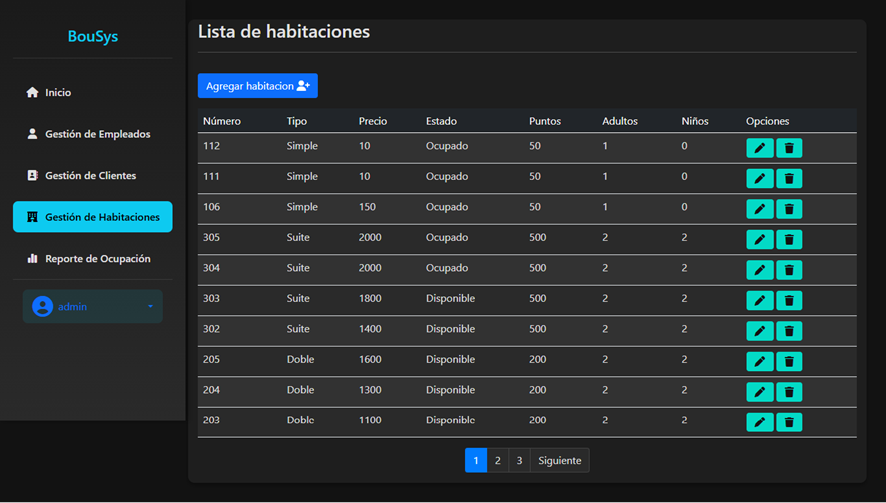 BouSys
Inicio
Gestión de Empleados
Gestión de Clientes
Gestión de Habitaciones
Reporte de Ocupación
admin
Lista de habitaciones
Agregar habitacion
Número Tipo Precio Estado Puntos Adultos Niños Opciones
112 Simple 10 Ocupado 50 1 0
111 Simple 10 Ocupado 50 1 0
106 Simple 150 Ocupado 50 1 0
305 Suite 2000 Ocupado 500 2 2
304 Suite 2000 Ocupado 500 2 2
303 Suite 1800 Disponible 500 2 2
302 Suite 1400 Disponible 500 2 2
205 Doble 1600 Disponible 200 2 2
204 Doble 1300 Disponible 200 2 2
203 Doble 1100 Disponible 200 2 2
1 2 3 Siguiente